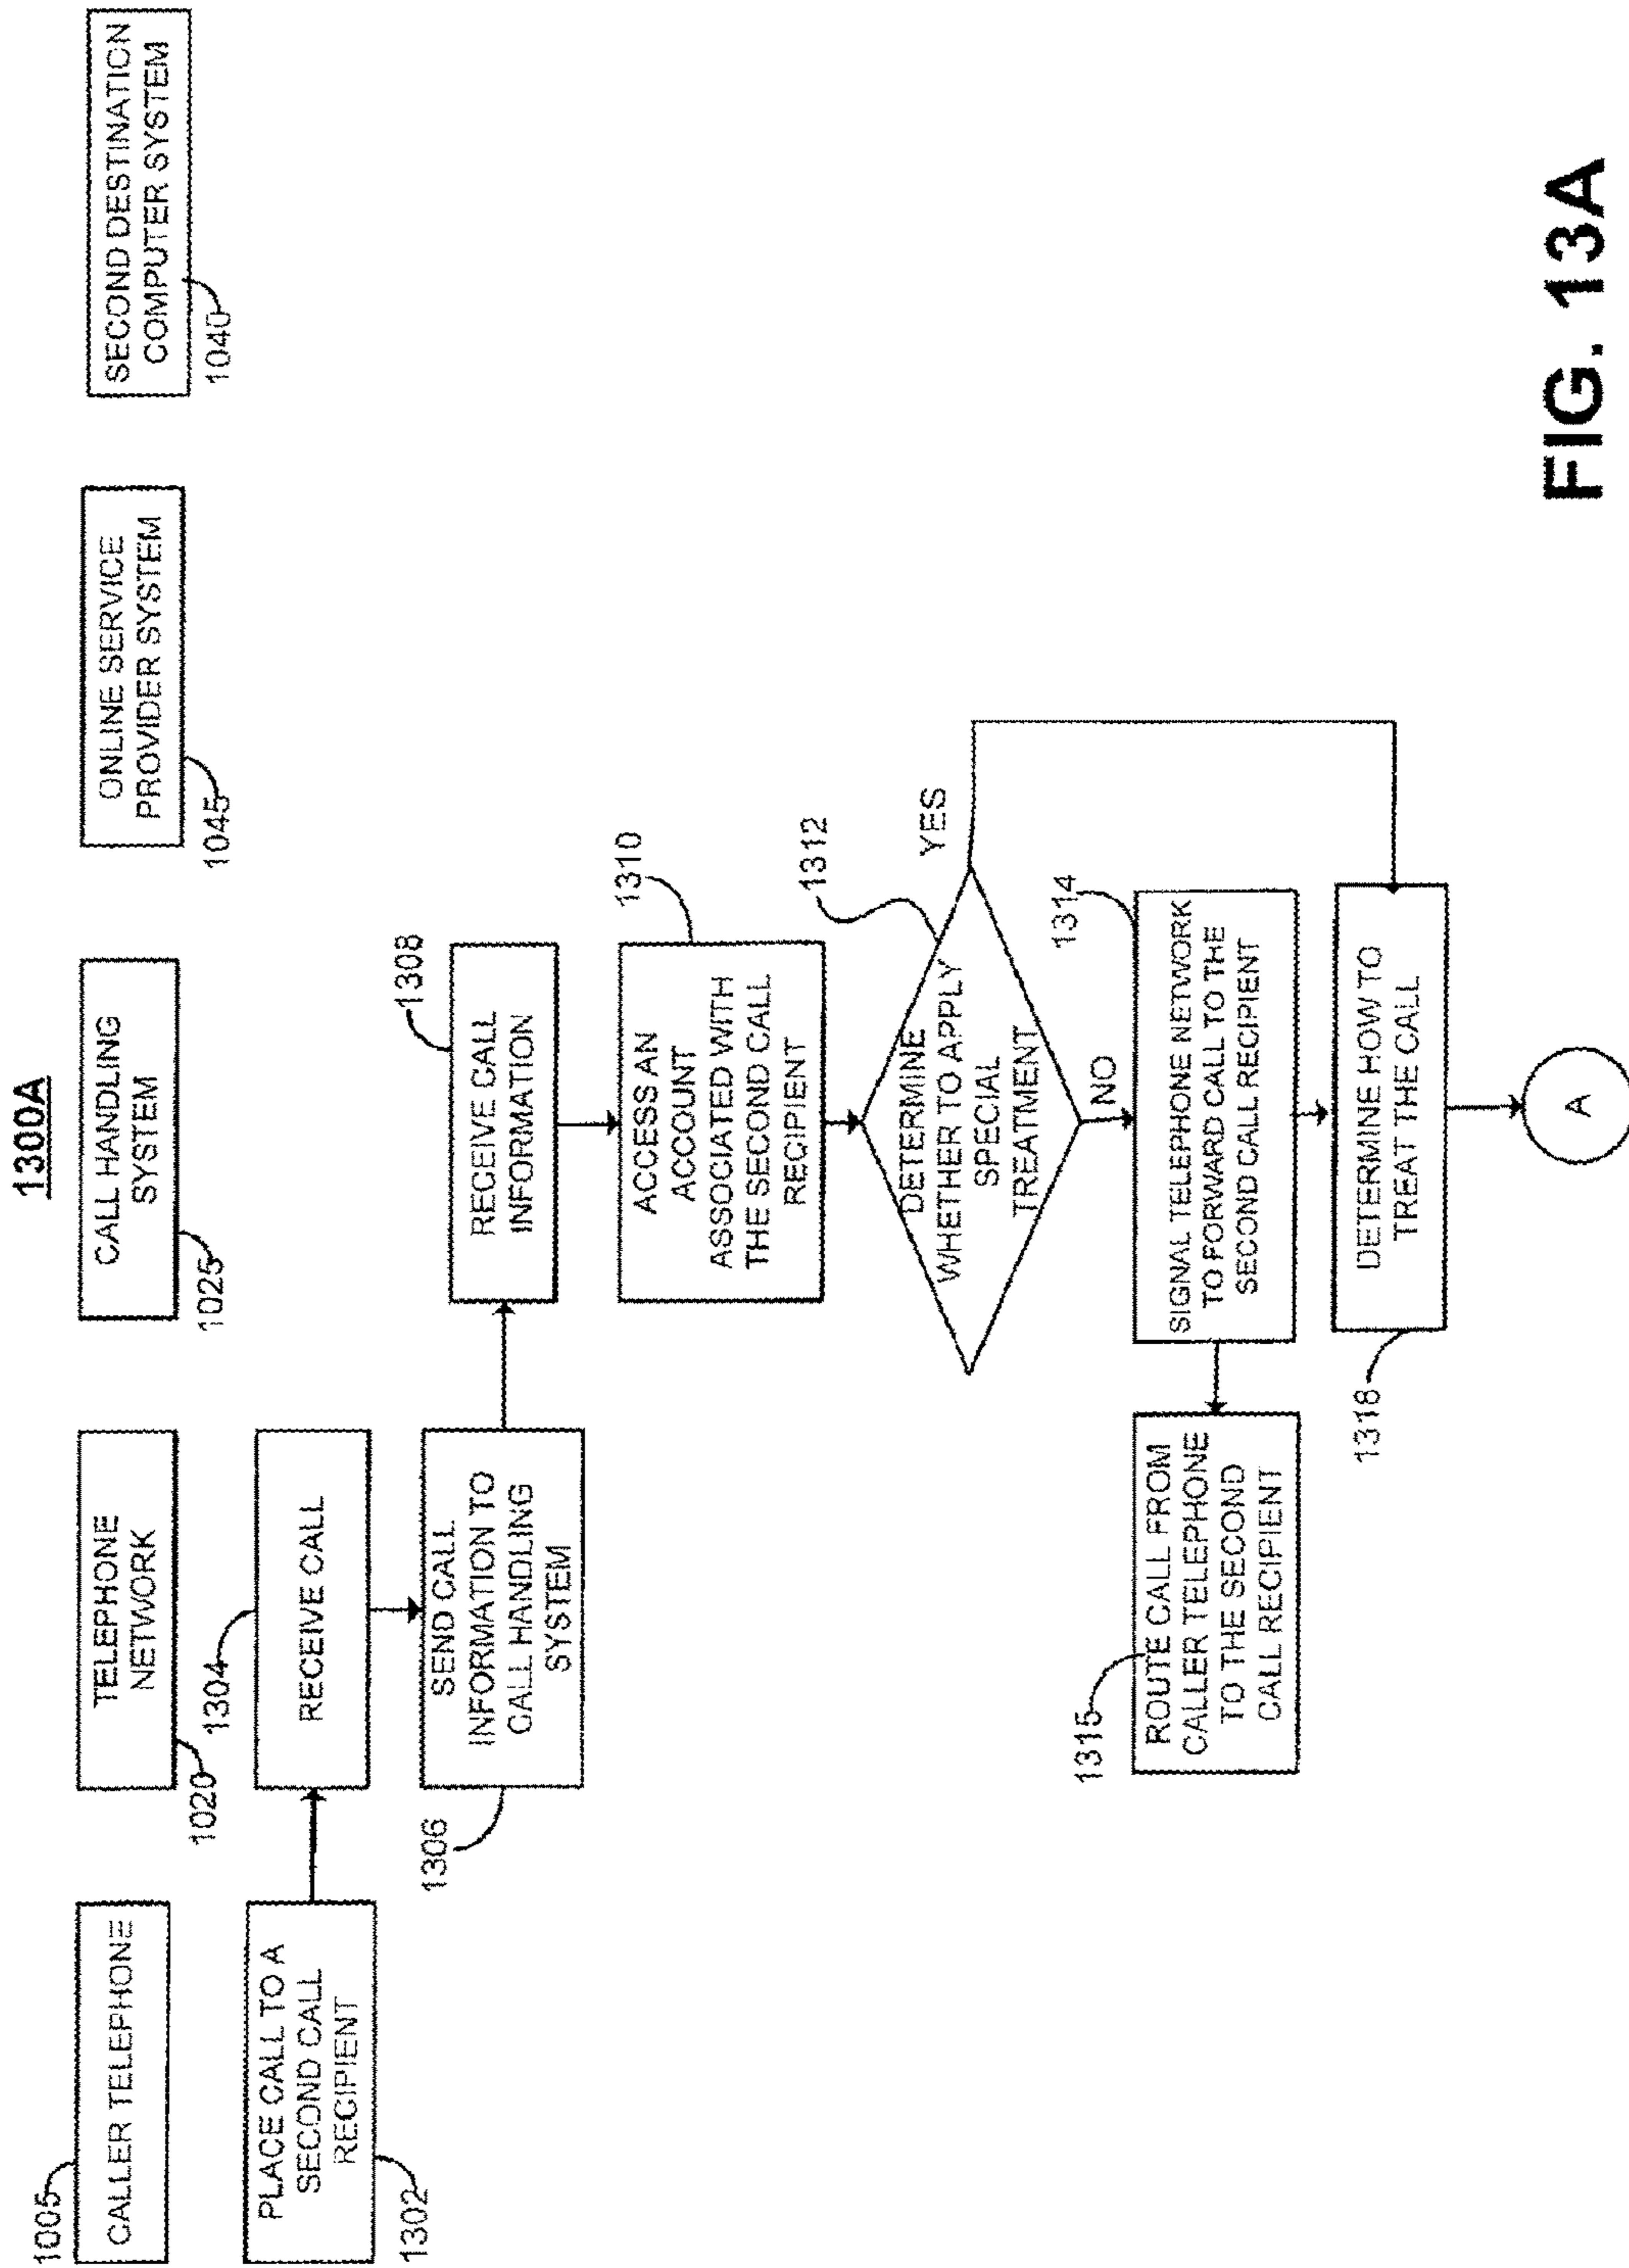 1300A
1005
CALLER TELEPHONE
TELEPHONE
NETWORK
1020
CALL HANDLING
SYSTEM
1025
ONLINE SERVICE
PROVIDER SYSTEM
1045
SECOND DESTINATION
COMPUTER SYSTEM
1040
PLACE CALL TO A
SECOND CALL
RECIPIENT
1302
1304
RECEIVE CALL
SEND CALL
INFORMATION TO
CALL HANDLING
SYSTEM
1306
1308
RECEIVE CALL
INFORMATION
1310
ACCESS AN
ACCOUNT
ASSOCIATED WITH
THE SECOND CALL
RECIPIENT
1312
DETERMINE
WHETHER TO APPLY
SPECIAL
TREATMENT
YES
NO
1314
SIGNAL TELEPHONE NETWORK
TO FORWARD CALL TO THE
SECOND CALL RECIPIENT
1315
ROUTE CALL FROM
CALLER TELEPHONE
TO THE SECOND
CALL RECIPIENT
1318
DETERMINE HOW TO
TREAT THE CALL
A
FIG. 13A